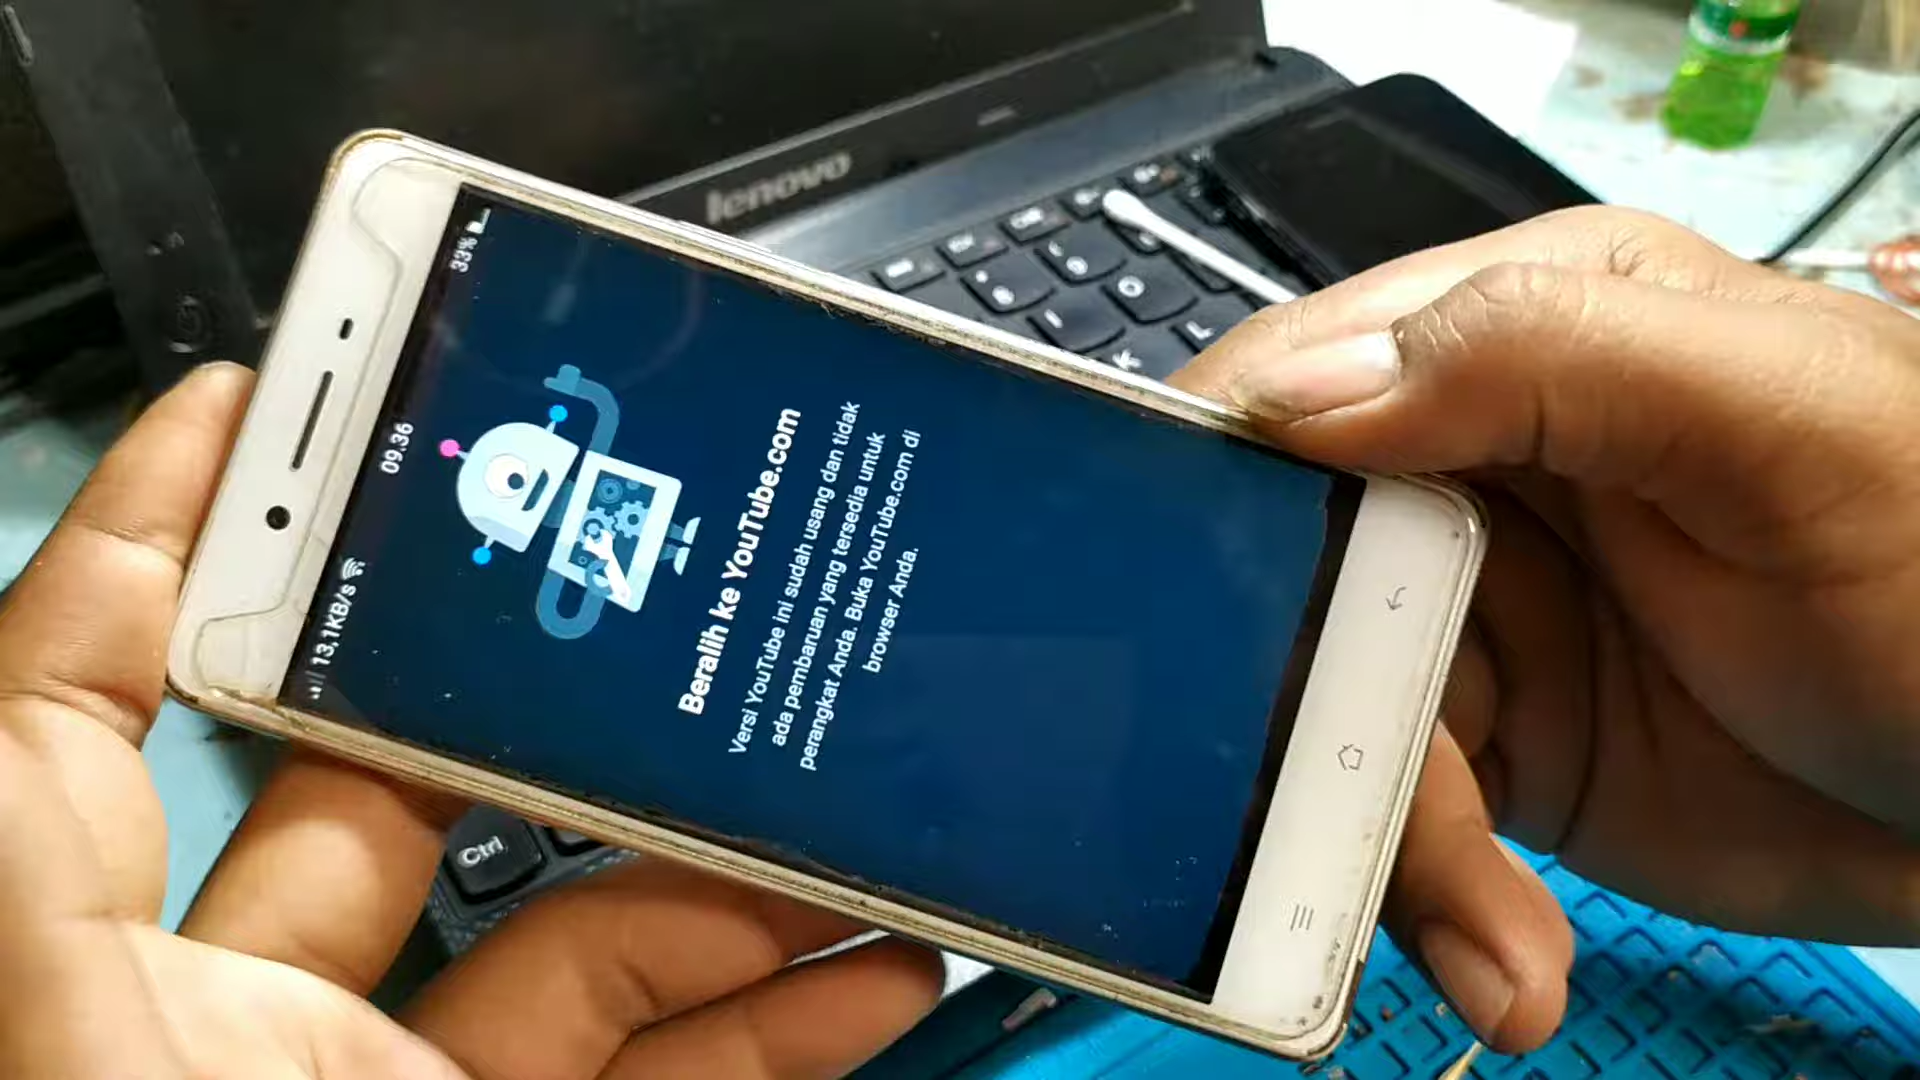 lenovo
13,1KB/s
09.36
33%
Beralih ke YouTube.com
Versi YouTube ini sudah usang dan tidak
ada pembaruan yang tersedia untuk
perangkat Anda. Buka YouTube.com di
browser Anda.
Ctrl
K
L